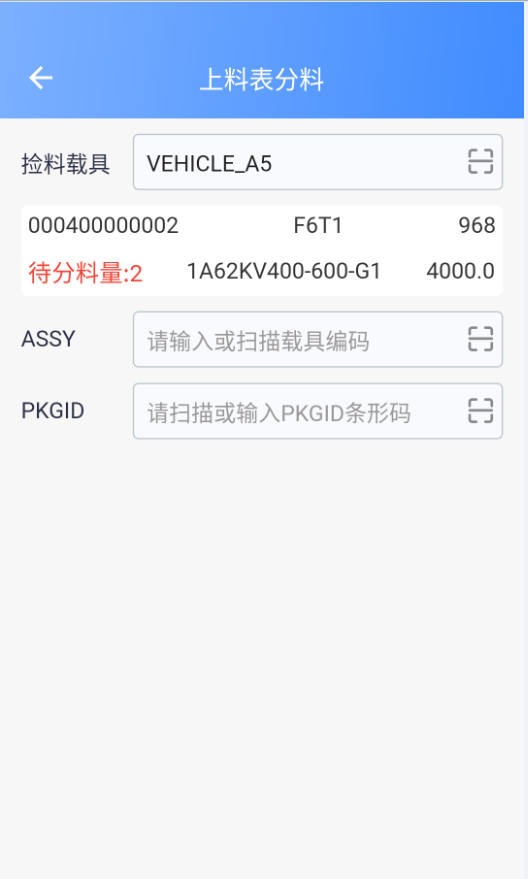 上料表分料
捡料载具 VEHICLE_A5
000400000002 F6T1 968
待分料量:2 1A62KV400-600-G1 4000.0
ASSY 请输入或扫描载具编码
PKGID 请扫描或输入PKGID条形码